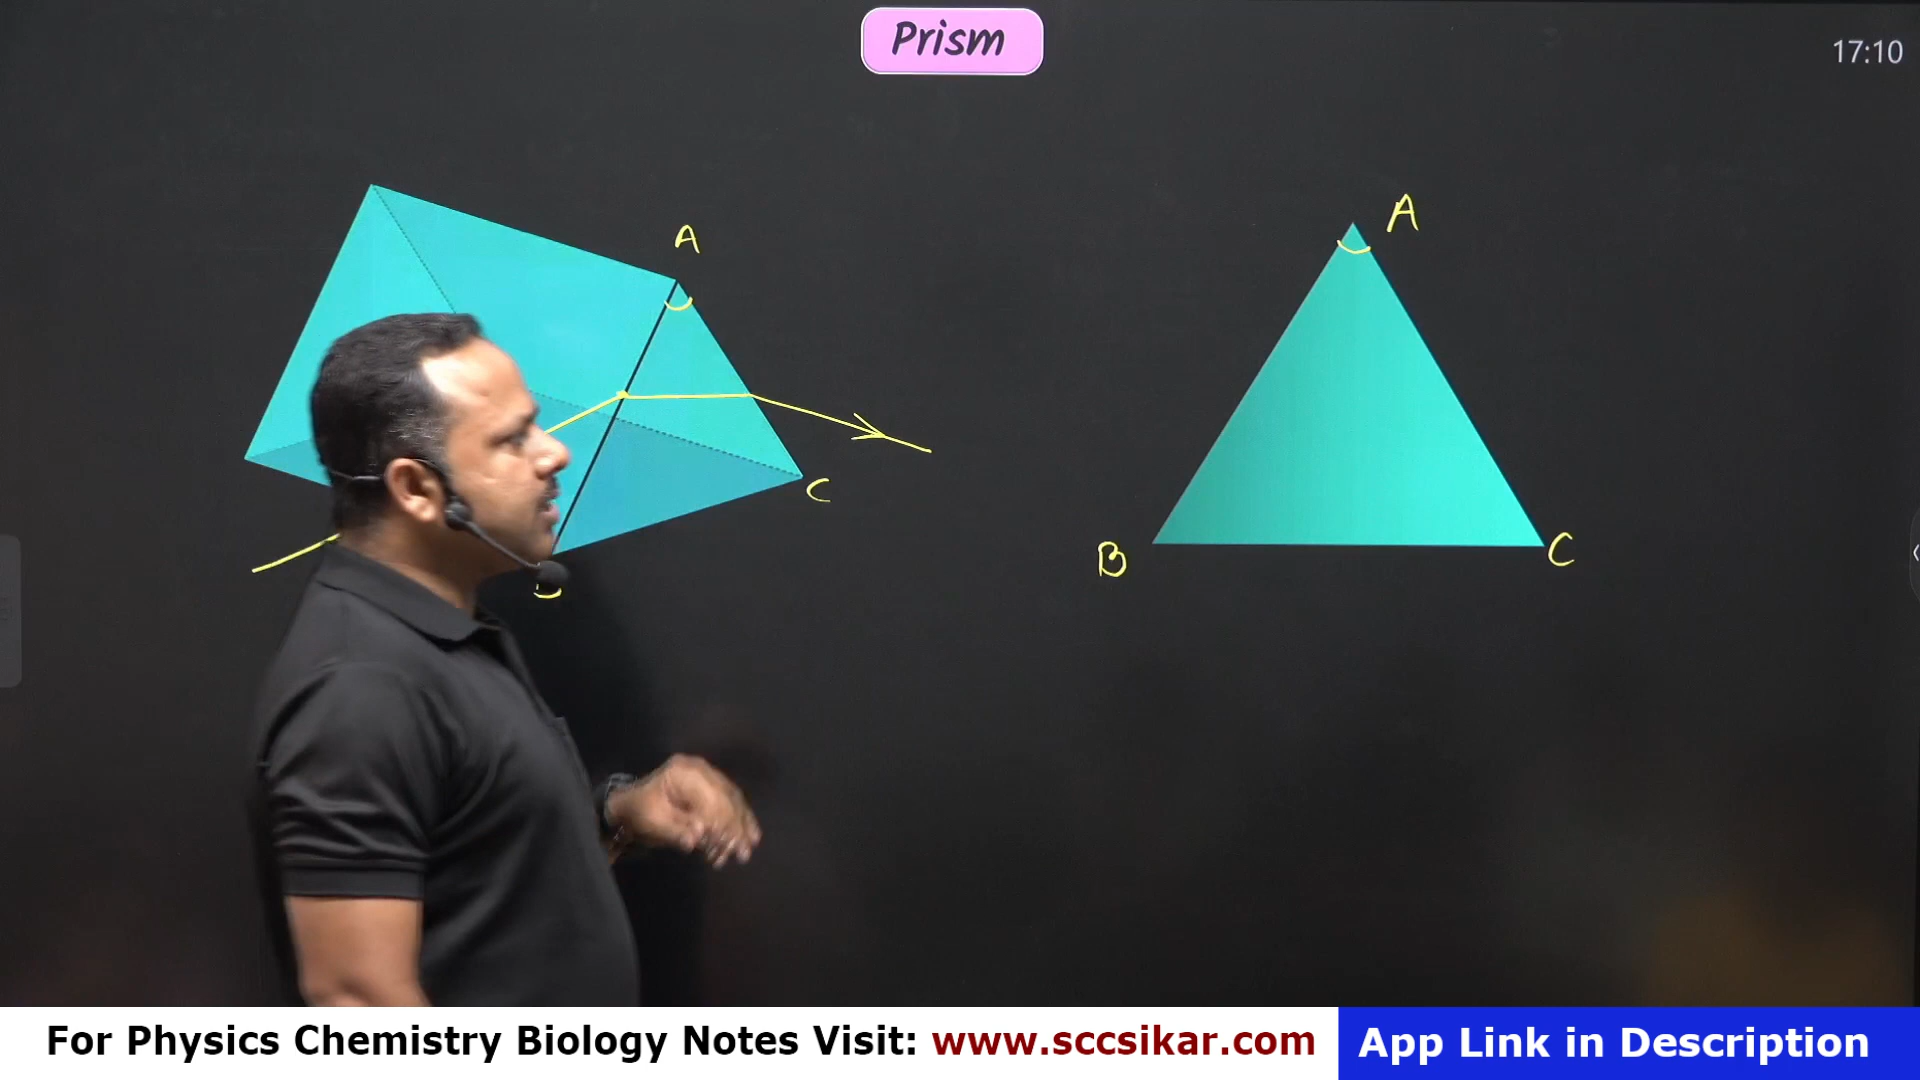 Prism
17:10
A
C
A
B
C
For Physics Chemistry Biology Notes Visit: www.sccsikar.com
App Link in Description